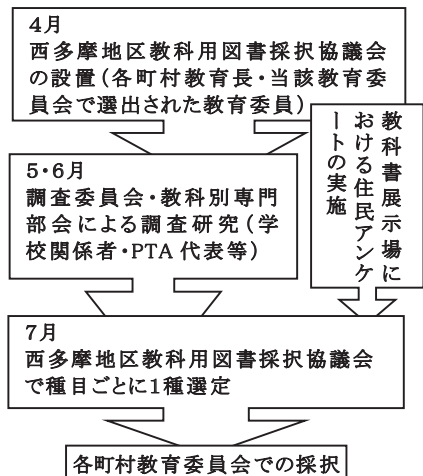 4月
西多摩地区教科用図書採択協議会
の設置（各町村教育長・当該教育委
員会で選出された教育委員）
教科書展示場に
おける住民アンケ
ートの実施
5・6月
調査委員会・教科別専門
部会による調査研究（学
校関係者・PTA代表等）
7月
西多摩地区教科用図書採択協議会
で種目ごとに1種選定
各町村教育委員会での採択